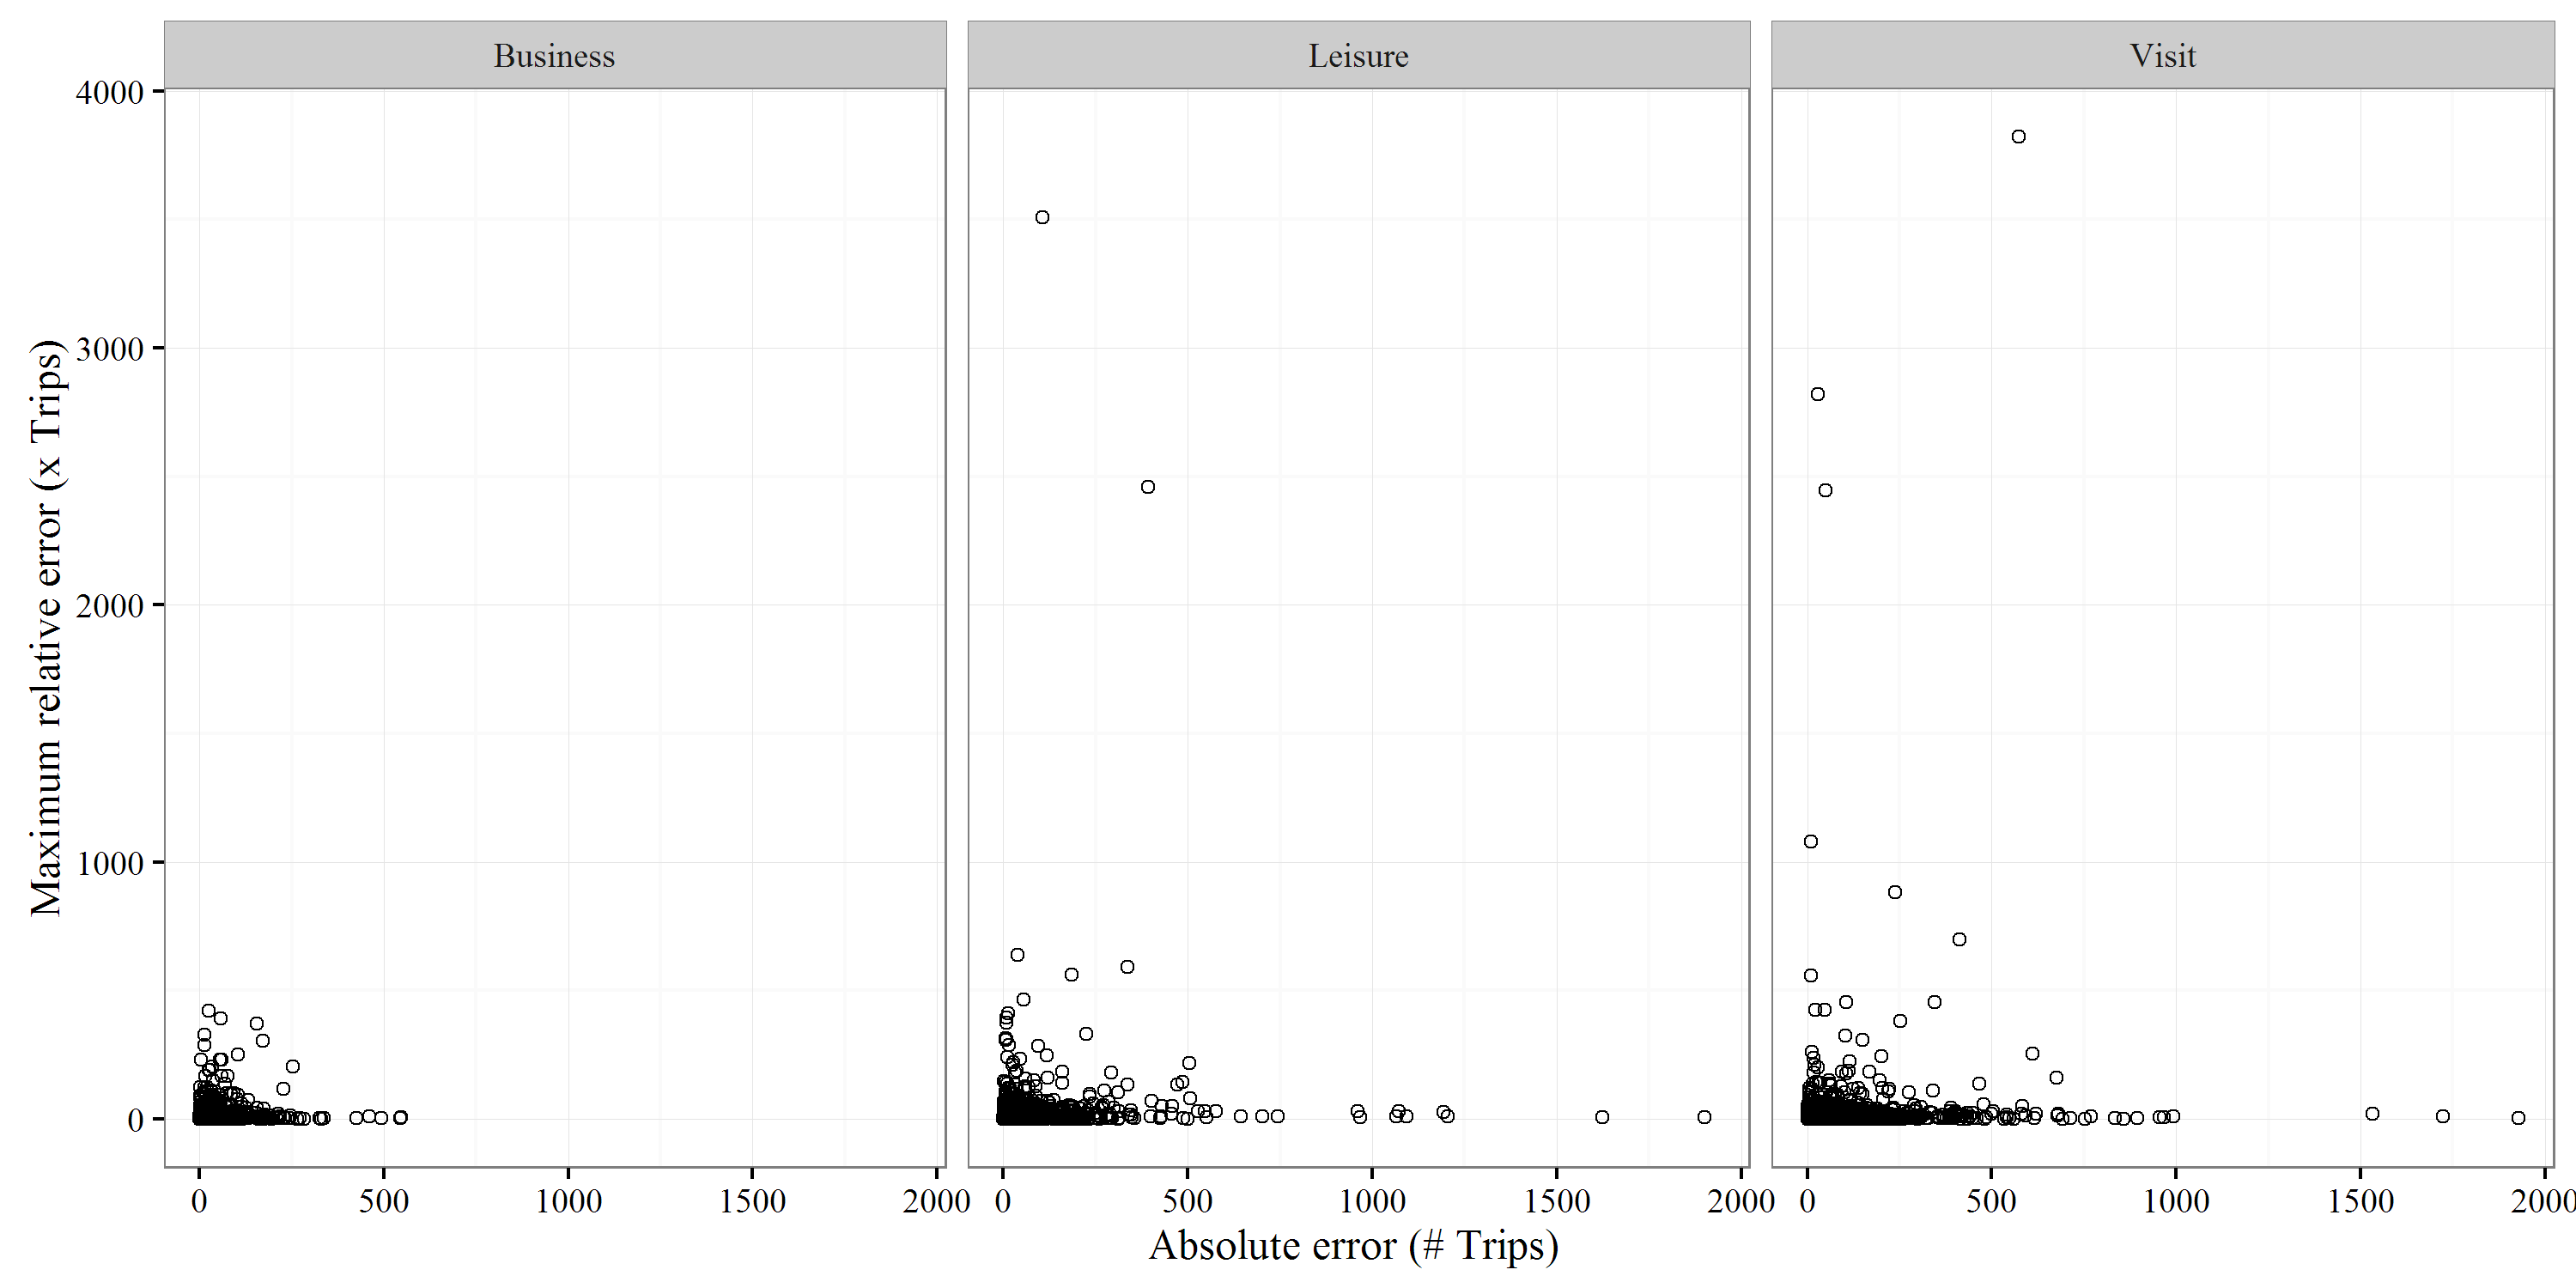 Business Leisure Visit
Maximum relative error (x Trips)
4000
3000
2000
1000
0
0 500 1000 1500 2000 0 500 1000 1500 2000 0 500 1000 1500 2000
Absolute error (# Trips)